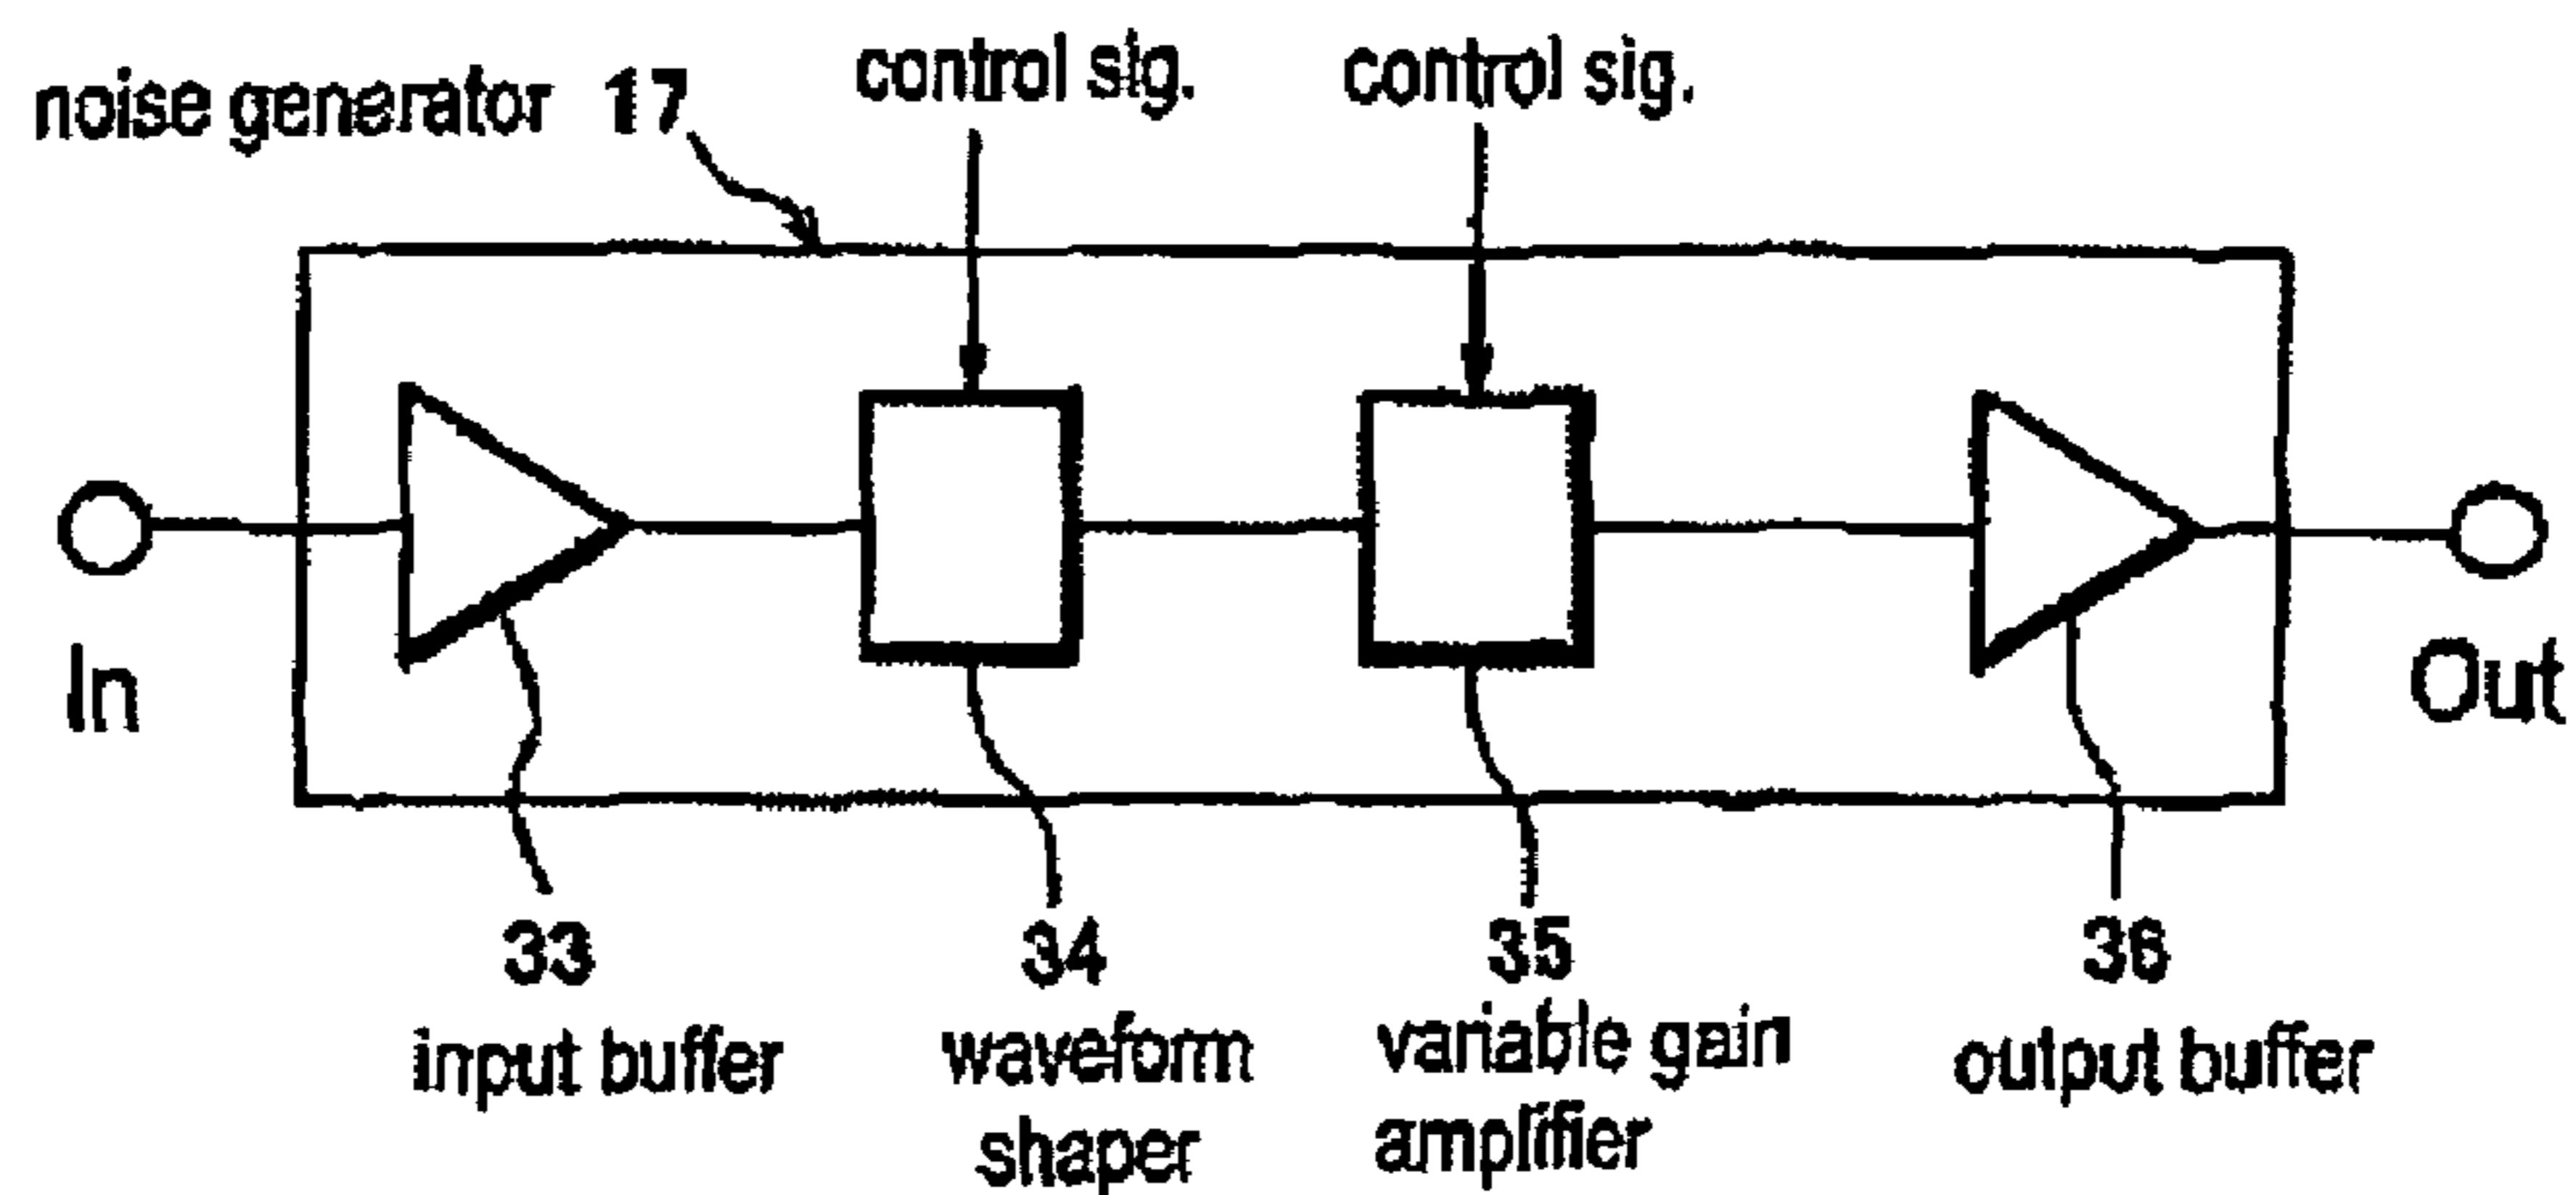 noise generator 17
control sig.
control sig.
In
Out
33
input buffer
34
waveform
shaper
35
variable gain
amplifier
36
output buffer